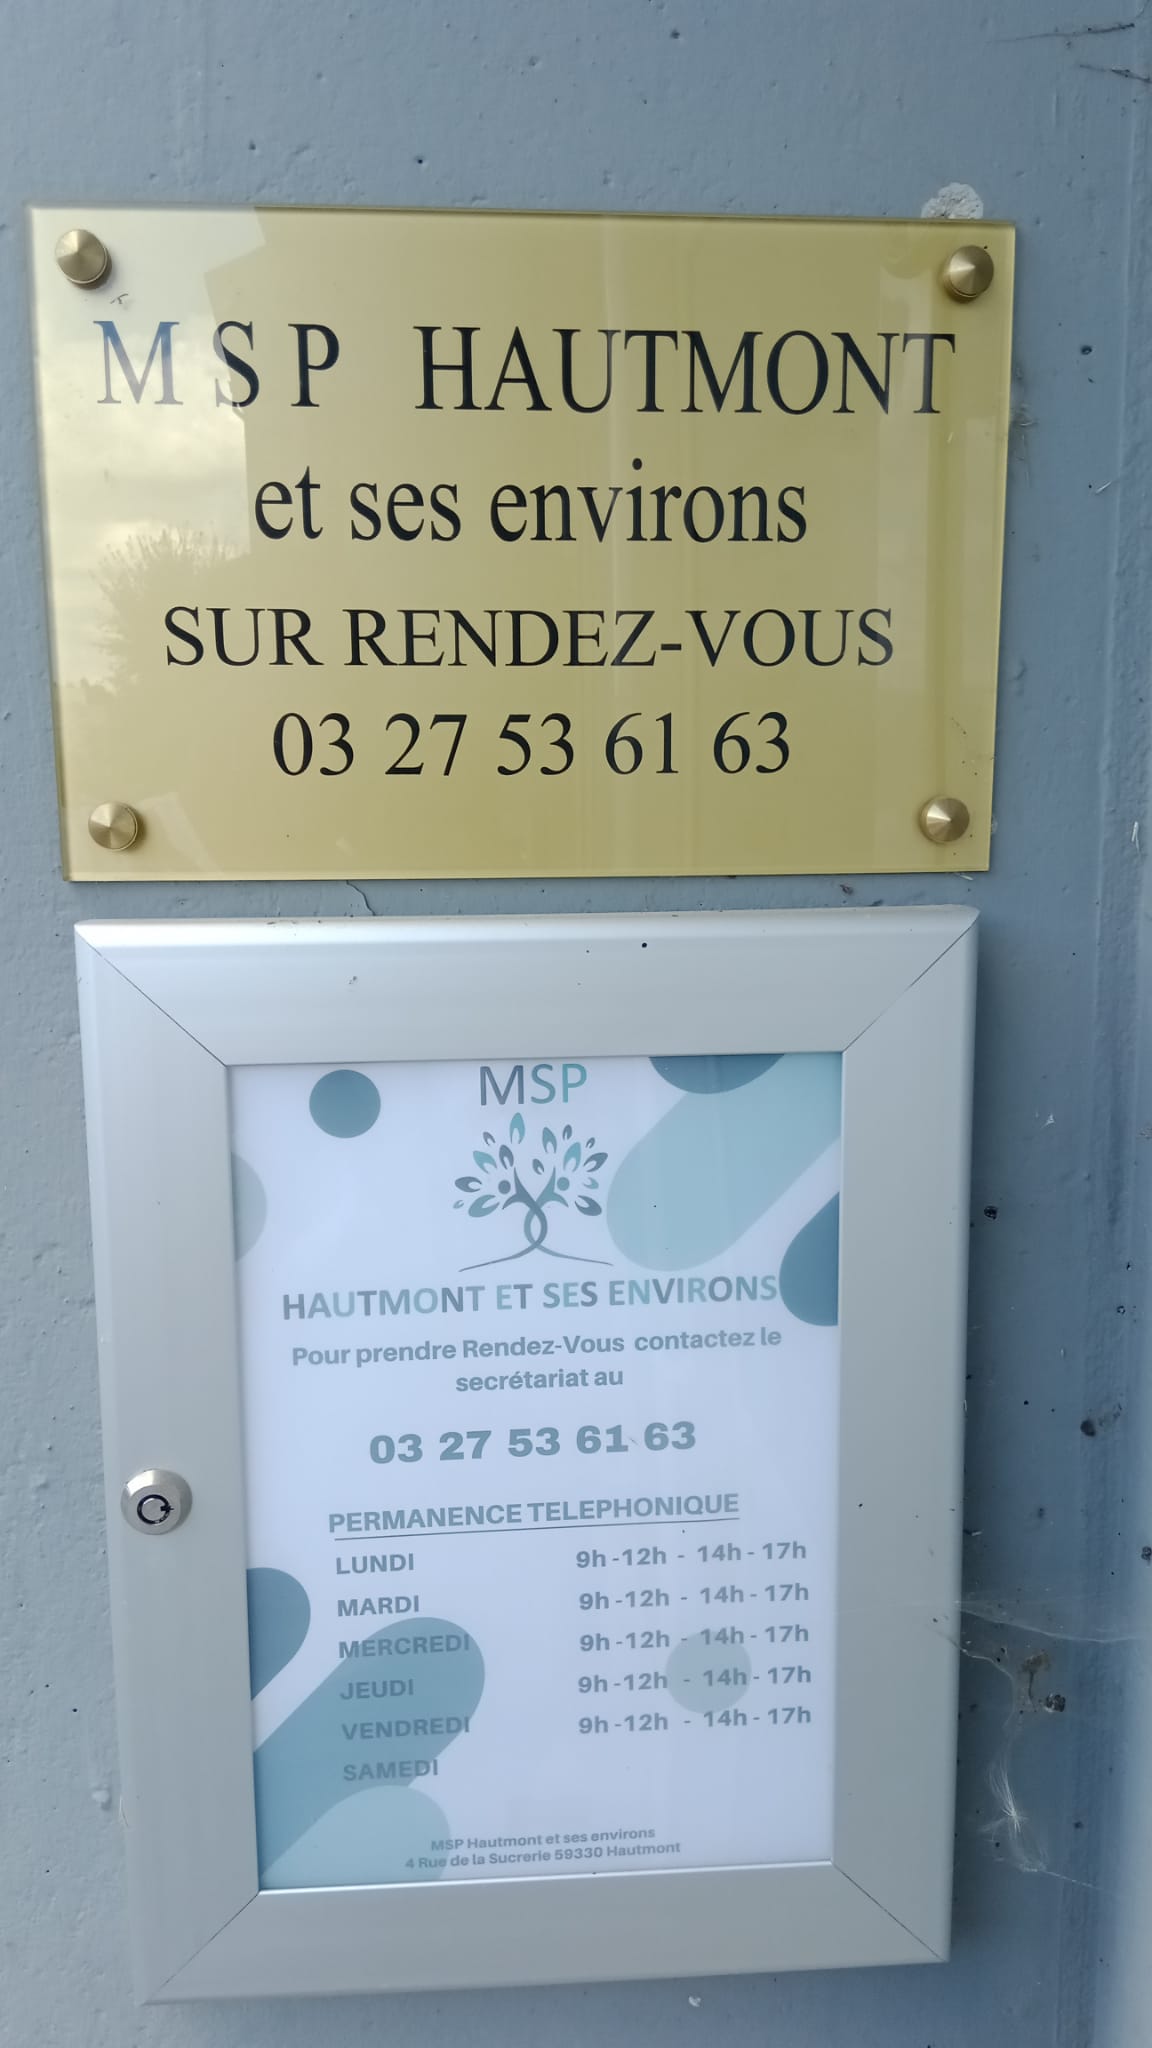 MSP HAUTMONT
et ses environs
SUR RENDEZ-VOUS
03 27 53 61 63
MSP
HAUTMONT ET SES ENVIRONS
Pour prendre Rendez-Vous contactez le
secrétariat au
03 27 53 61 63
PERMANENCE TELEPHONIQUE
LUNDI 9h -12h - 14h - 17h
MARDI 9h -12h - 14h - 17h
MERCREDI 9h -12h - 14h - 17h
JEUDI 9h -12h - 14h - 17h
VENDREDI 9h -12h - 14h - 17h
SAMEDI
MSP Hautmont et ses environs
4 Rue de la Sucrerie 59330 Hautmont